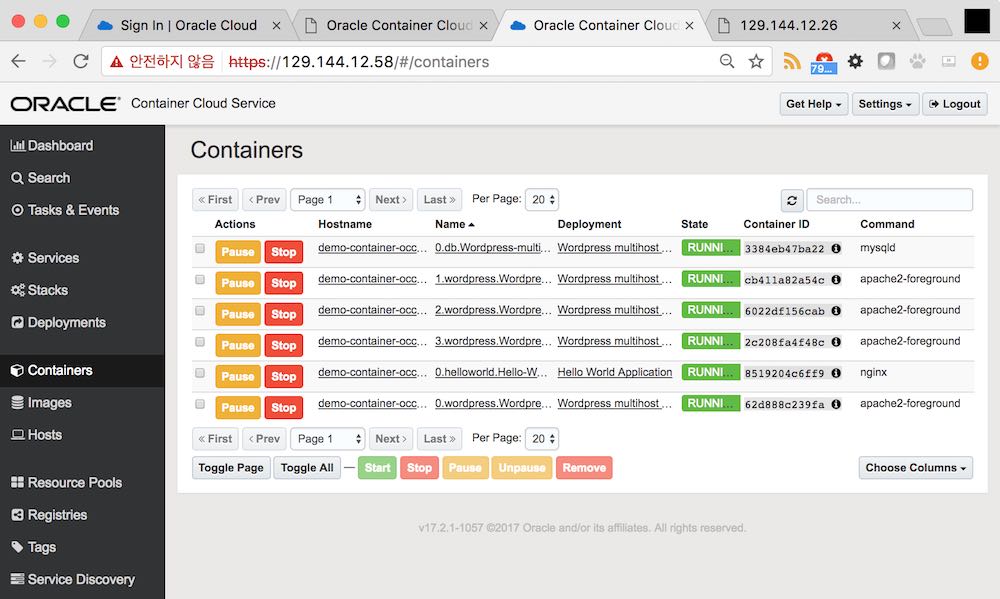 Sign In | Oracle Cloud Oracle Container Cloud Oracle Container Cloud 129.144.12.26
안전하지 않음 https://129.144.12.58/#/containers 79...
ORACLE Container Cloud Service Get Help Settings Logout
Dashboard
Search
Tasks & Events
Services
Stacks
Deployments
Containers
Images
Hosts
Resource Pools
Registries
Tags
Service Discovery
Containers
« First ‹ Prev Page 1 Next › Last » Per Page: 20 Search...
Actions Hostname Name Deployment State Container ID Command
Pause Stop demo-container-occ... 0.db.Wordpress-multi... Wordpress multihost ... RUNNI... 3384eb47ba22 mysqld
Pause Stop demo-container-occ... 1.wordpress.Wordpre... Wordpress multihost ... RUNNI... cb411a82a54c apache2-foreground
Pause Stop demo-container-occ... 2.wordpress.Wordpre... Wordpress multihost ... RUNNI... 6022df156cab apache2-foreground
Pause Stop demo-container-occ... 3.wordpress.Wordpre... Wordpress multihost ... RUNNI... 2c208fa4f48c apache2-foreground
Pause Stop demo-container-occ... 0.helloworld.Hello-W... Hello World Application RUNNI... 8519204c6ff9 nginx
Pause Stop demo-container-occ... 0.wordpress.Wordpre... Wordpress multihost ... RUNNI... 62d888c239fa apache2-foreground
« First ‹ Prev Page 1 Next › Last » Per Page: 20
Toggle Page Toggle All — Start Stop Pause Unpause Remove Choose Columns
v17.2.1-1057 ©2017 Oracle and/or its affiliates. All rights reserved.